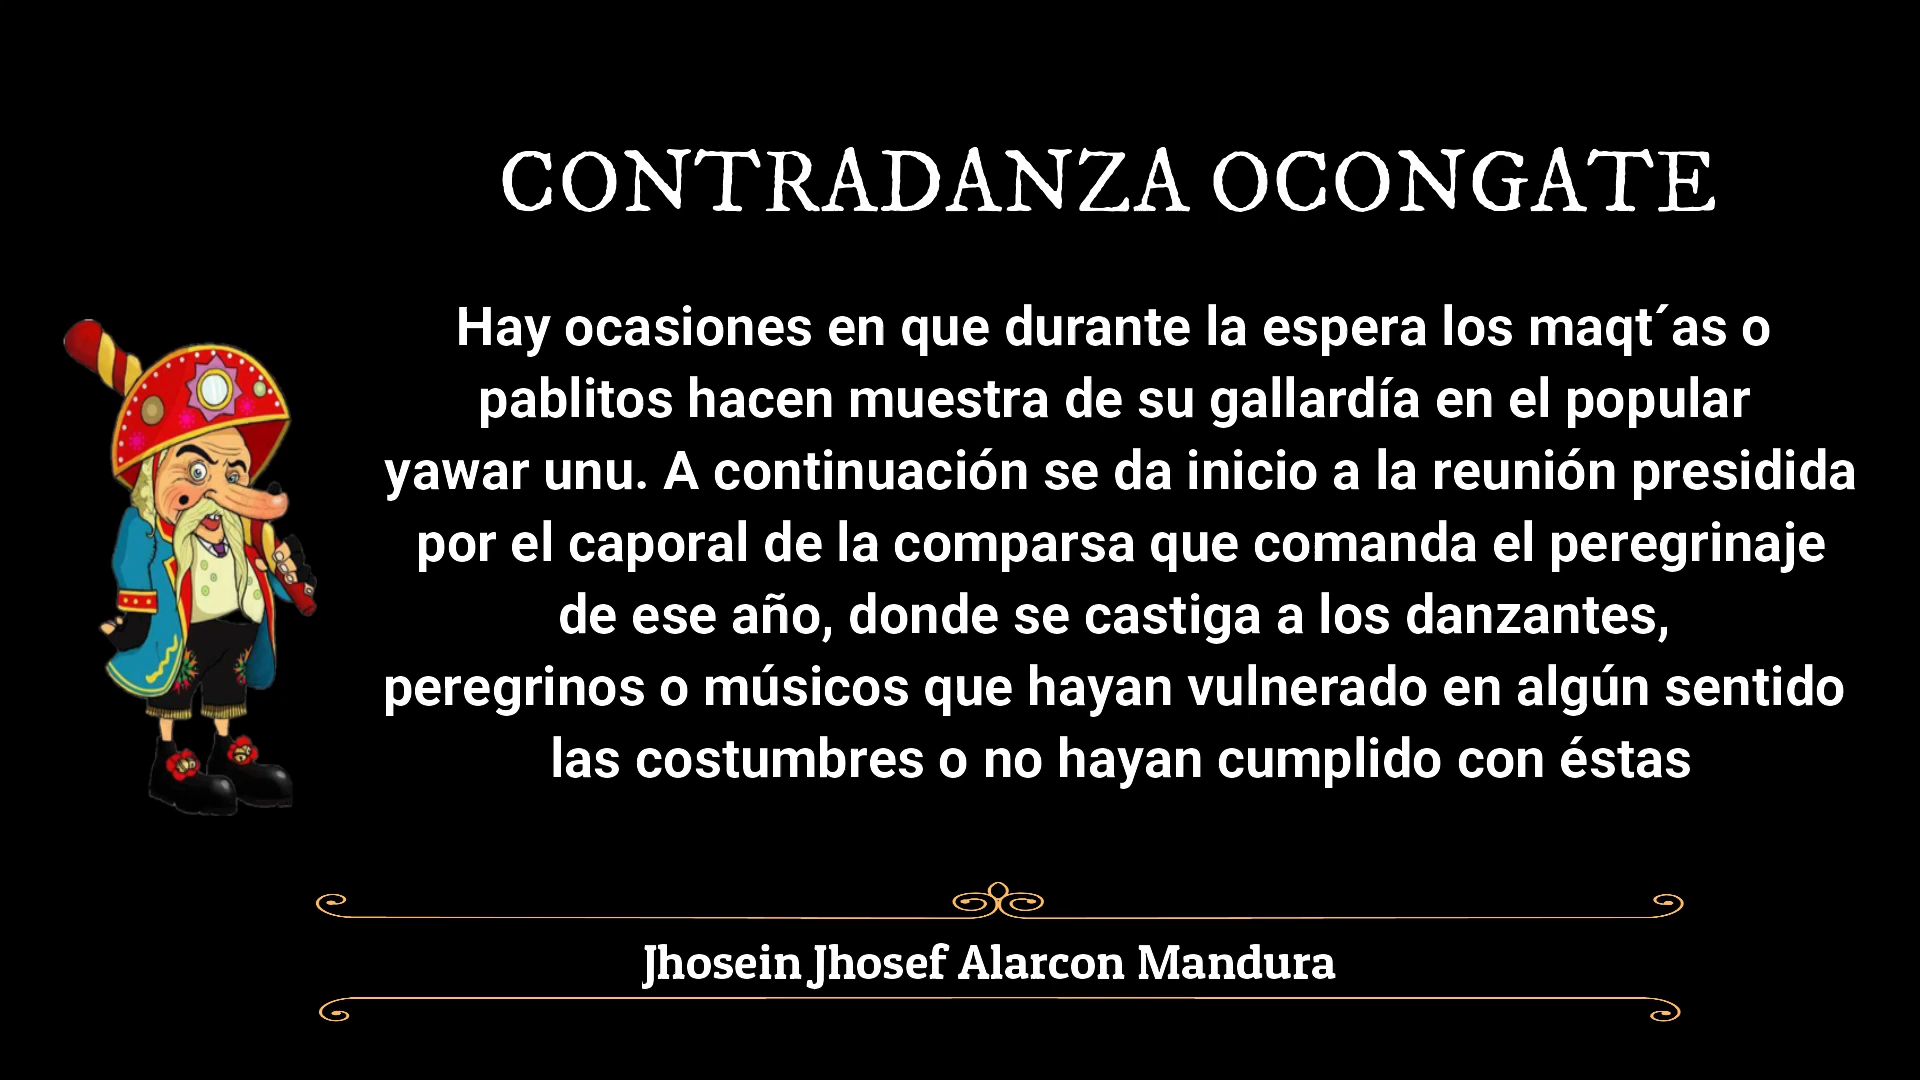 CONTRADANZA OCONGATE
Hay ocasiones en que durante la espera los maqt´as o
pablitos hacen muestra de su gallardía en el popular
yawar unu. A continuación se da inicio a la reunión presidida
por el caporal de la comparsa que comanda el peregrinaje
de ese año, donde se castiga a los danzantes,
peregrinos o músicos que hayan vulnerado en algún sentido
las costumbres o no hayan cumplido con éstas
Jhosein Jhosef Alarcon Mandura